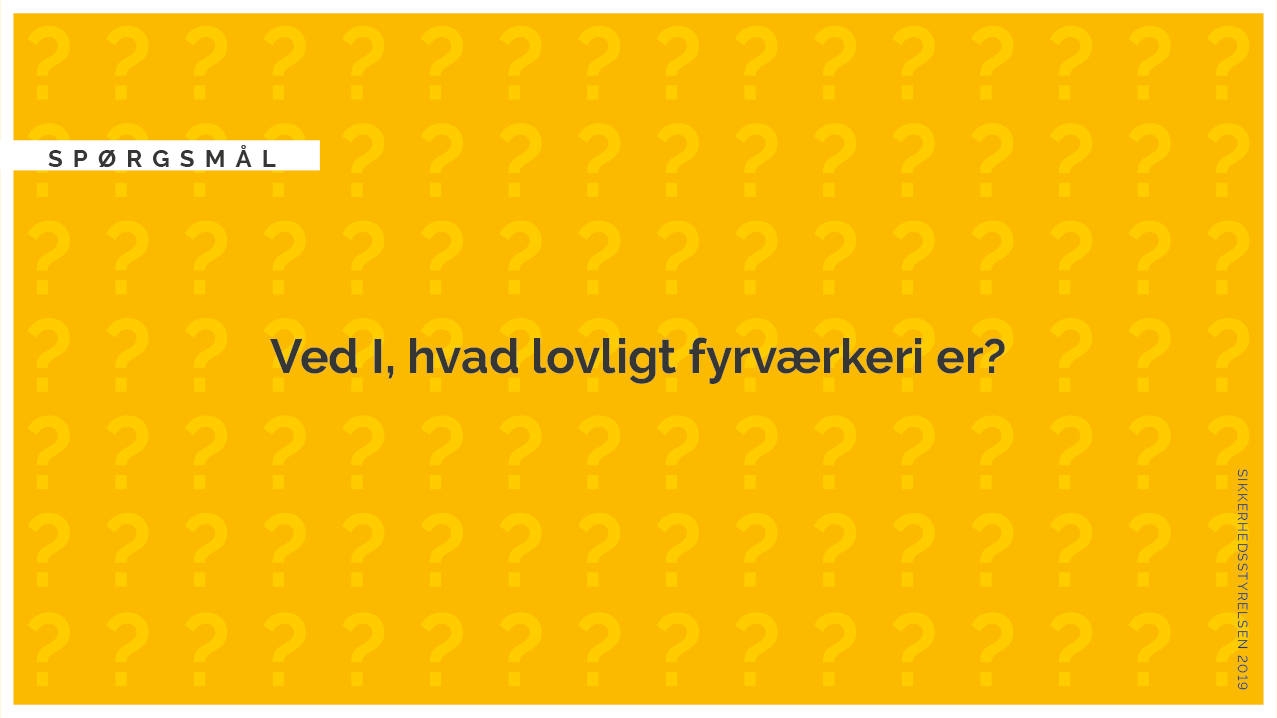 SPØRGSMÅL
Ved I, hvad lovligt fyrværkeri er?
SIKKERHEDSSTYRELSEN 2019